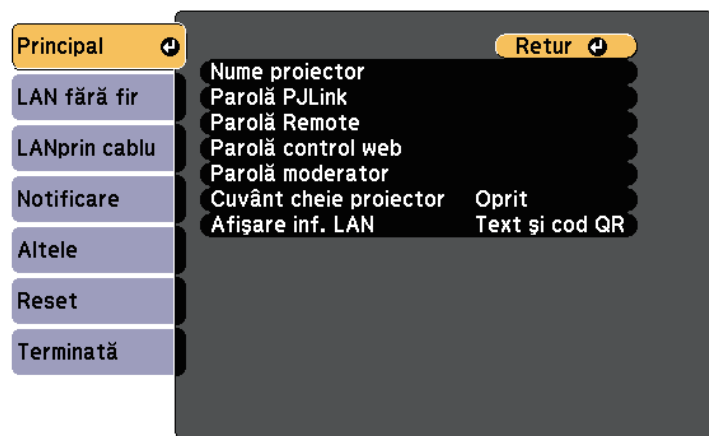 Principal
LAN fără fir
LANprin cablu
Notificare
Altele
Reset
Terminată
Retur
Nume proiector
Parolă PJLink
Parolă Remote
Parolă control web
Parolă moderator
Cuvânt cheie proiector Oprit
Afişare inf. LAN Text şi cod QR